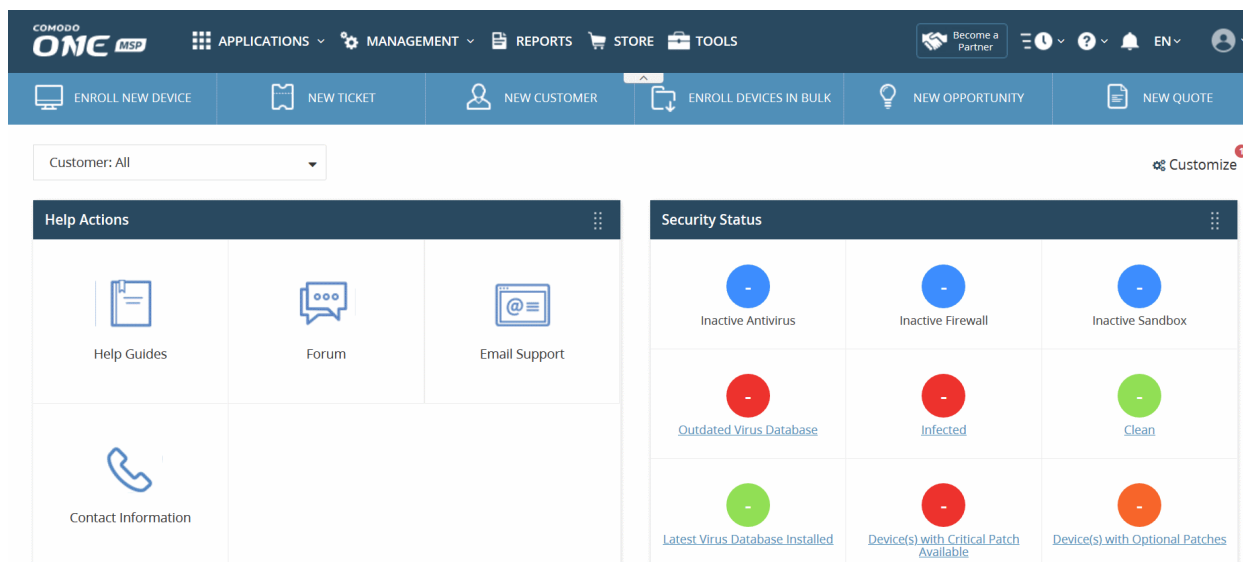 COMODO
ONE MSP
APPLICATIONS
MANAGEMENT
REPORTS
STORE
TOOLS
Become a
Partner
EN
ENROLL NEW DEVICE
NEW TICKET
NEW CUSTOMER
ENROLL DEVICES IN BULK
NEW OPPORTUNITY
NEW QUOTE
Customer: All
Customize
Help Actions
Help Guides
Forum
Email Support
Contact Information
Security Status
-
Inactive Antivirus
-
Inactive Firewall
-
Inactive Sandbox
-
Outdated Virus Database
-
Infected
-
Clean
-
Latest Virus Database Installed
-
Device(s) with Critical Patch
Available
-
Device(s) with Optional Patches